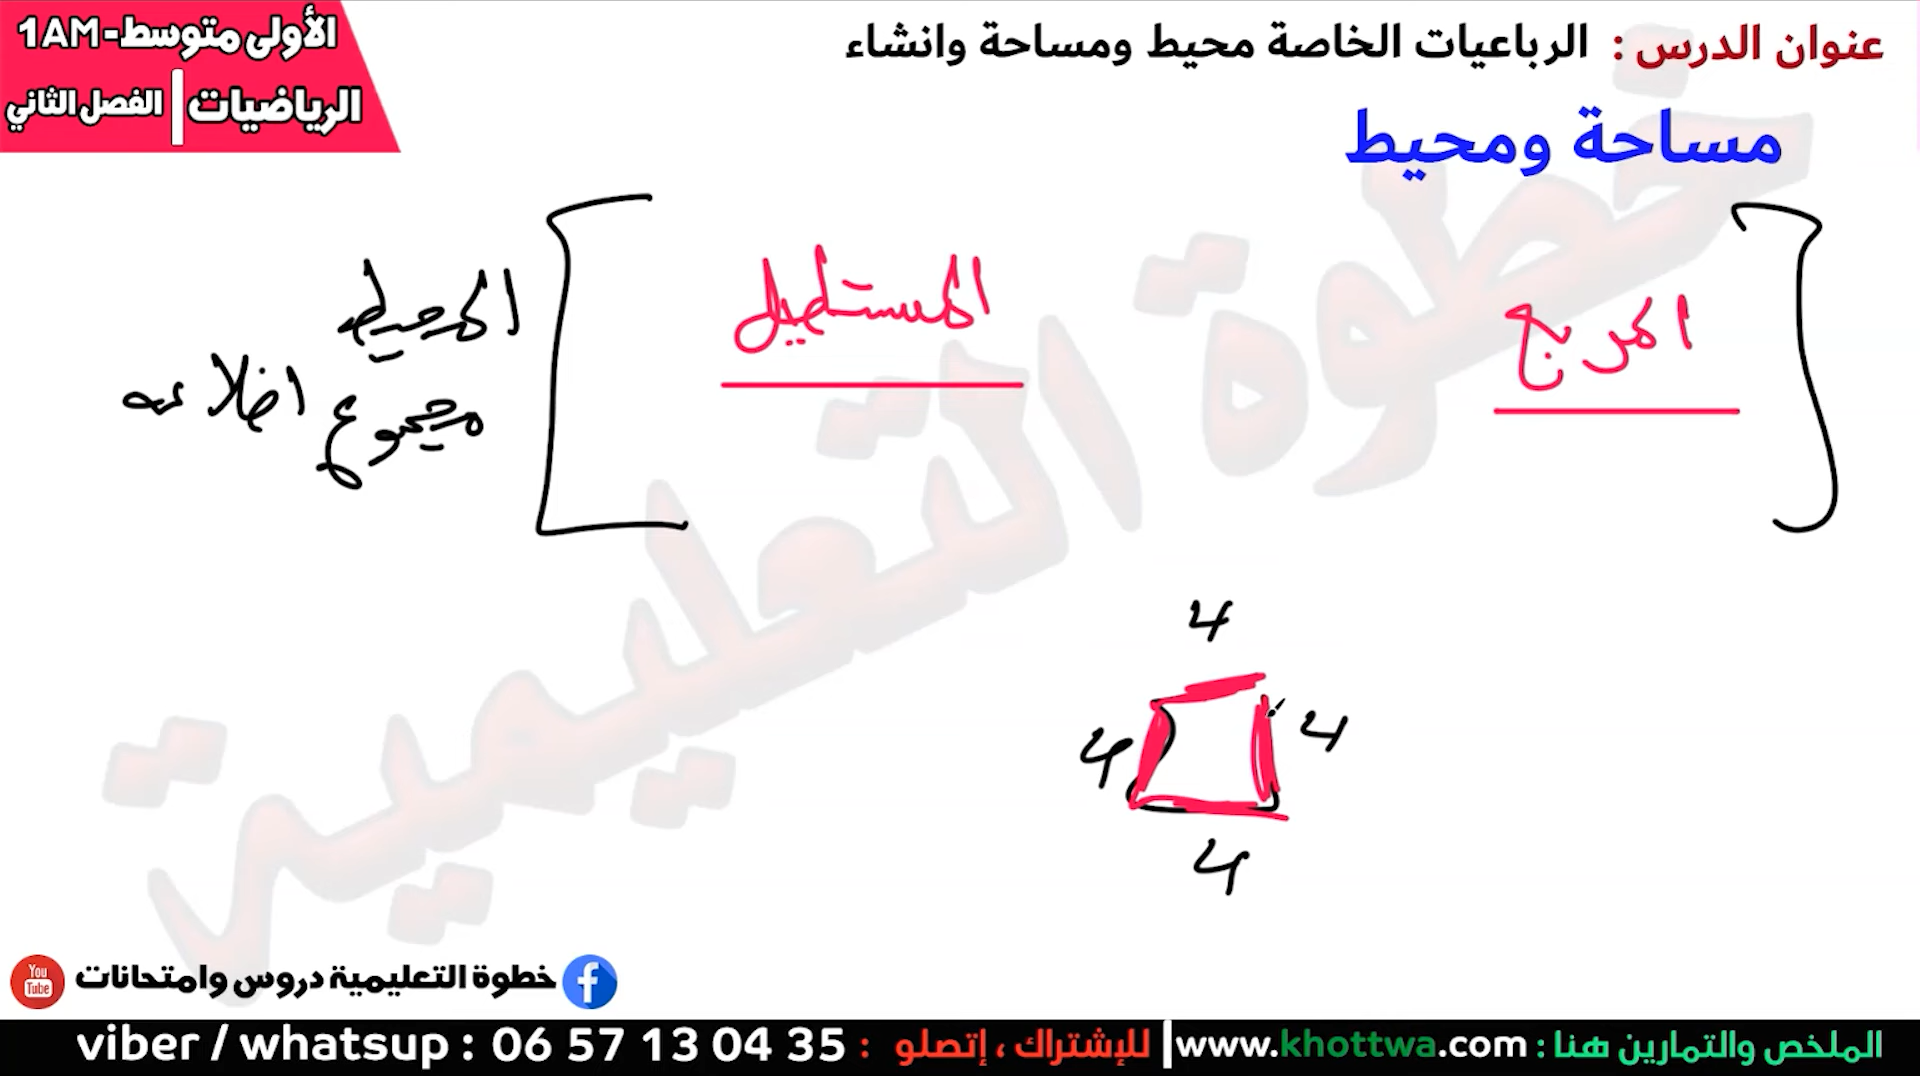 الأولى متوسط-1AM
الرياضيات | الفصل الثاني
عنوان الدرس : الرباعيات الخاصة محيط ومساحة وانشاء
مساحة ومحيط
المربع
المستطيل
المحيط
مجموع اضلاعه
4
4
4
4
خطوة التعليمية
خطوة التعليمية دروس وامتحانات
You Tube
الملخص والتمارين هنا : www.khottwa.com | للإشتراك ، إتصلو : viber / whatsup : 06 57 13 04 35